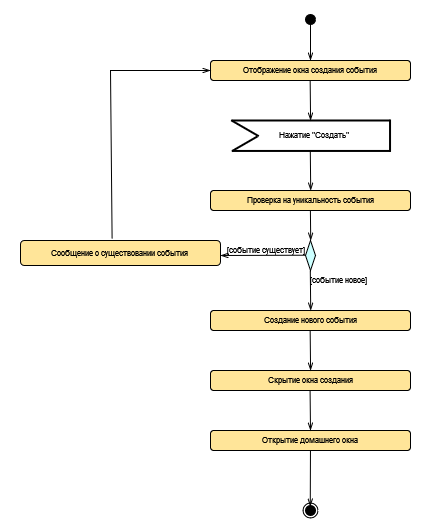 Отображение окна создания события
Нажатие "Создать"
Проверка на уникальность события
[событие существует]
Сообщение о существовании события
[событие новое]
Создание нового события
Скрытие окна создания
Открытие домашнего окна